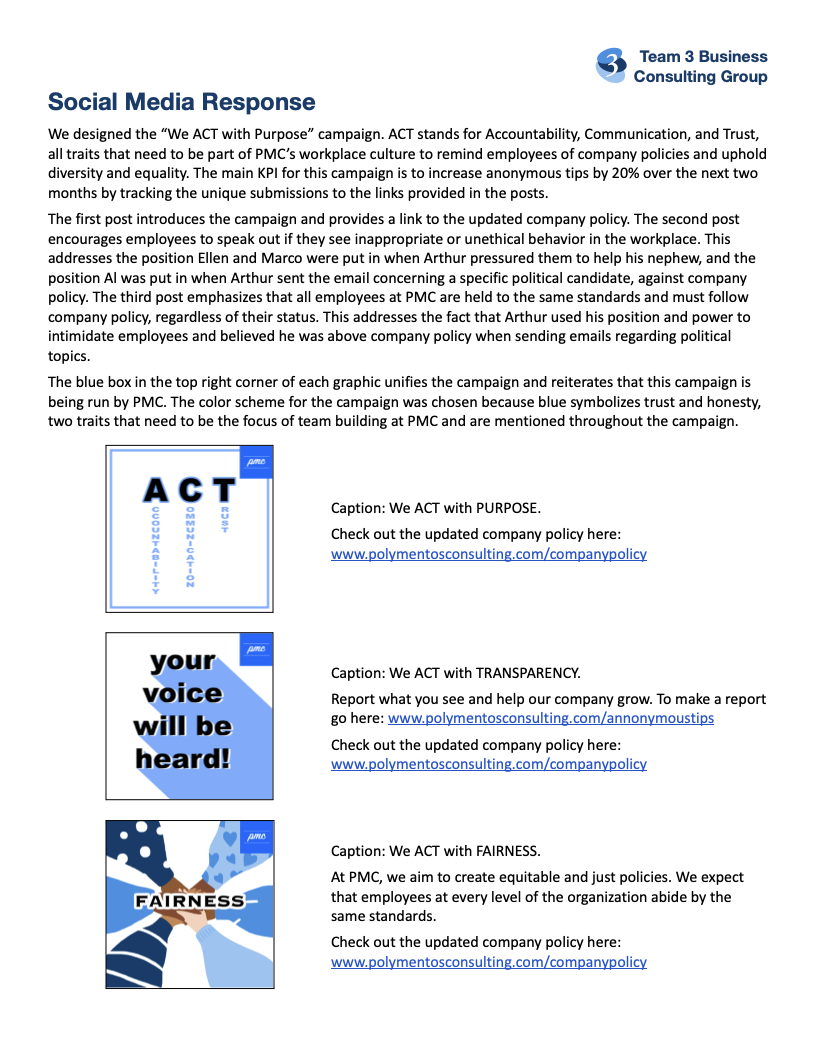 3
Team 3 Business
Consulting Group
Social Media Response
We designed the “We ACT with Purpose” campaign. ACT stands for Accountability, Communication, and Trust,
all traits that need to be part of PMC’s workplace culture to remind employees of company policies and uphold
diversity and equality. The main KPI for this campaign is to increase anonymous tips by 20% over the next two
months by tracking the unique submissions to the links provided in the posts.
The first post introduces the campaign and provides a link to the updated company policy. The second post
encourages employees to speak out if they see inappropriate or unethical behavior in the workplace. This
addresses the position Ellen and Marco were put in when Arthur pressured them to help his nephew, and the
position Al was put in when Arthur sent the email concerning a specific political candidate, against company
policy. The third post emphasizes that all employees at PMC are held to the same standards and must follow
company policy, regardless of their status. This addresses the fact that Arthur used his position and power to
intimidate employees and believed he was above company policy when sending emails regarding political
topics.
The blue box in the top right corner of each graphic unifies the campaign and reiterates that this campaign is
being run by PMC. The color scheme for the campaign was chosen because blue symbolizes trust and honesty,
two traits that need to be the focus of team building at PMC and are mentioned throughout the campaign.
pmc
ACCOUNTABILITY
COMMUNICATION
TRUST
Caption: We ACT with PURPOSE.
Check out the updated company policy here:
www.polymentosconsulting.com/companypolicy
pmc
your
voice
will be
heard!
Caption: We ACT with TRANSPARENCY.
Report what you see and help our company grow. To make a report
go here: www.polymentosconsulting.com/annonymoustips
Check out the updated company policy here:
www.polymentosconsulting.com/companypolicy
pmc
FAIRNESS
Caption: We ACT with FAIRNESS.
At PMC, we aim to create equitable and just policies. We expect
that employees at every level of the organization abide by the
same standards.
Check out the updated company policy here:
www.polymentosconsulting.com/companypolicy